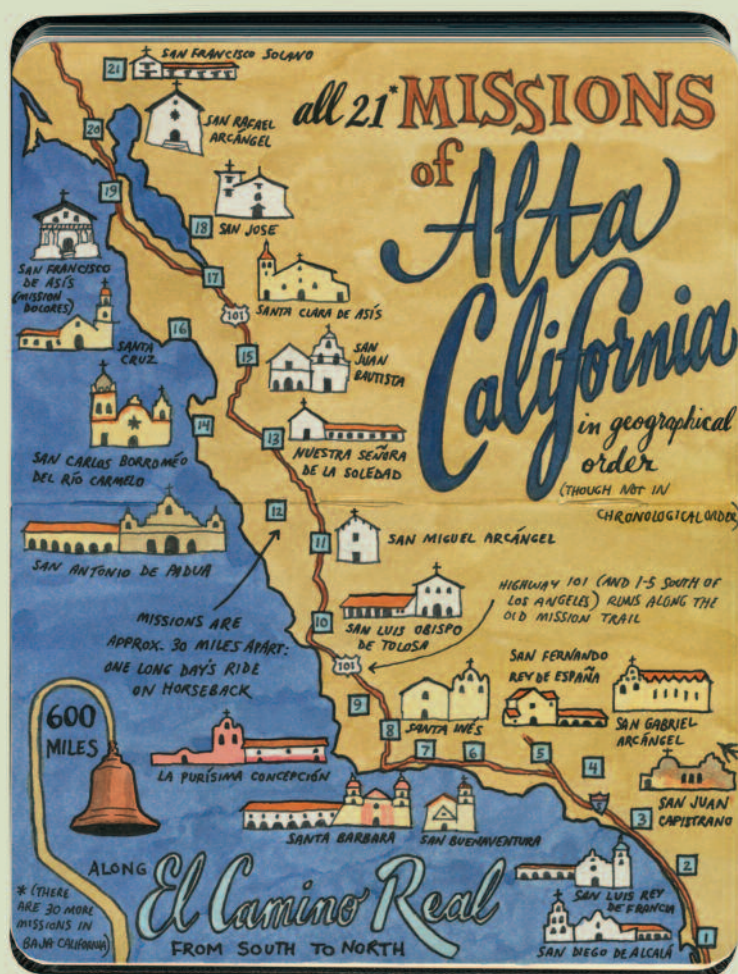 all 21* MISSIONS
of
Alta
California
in geographical
order
(THOUGH NOT IN
CHRONOLOGICAL ORDER)
21
SAN FRANCISCO SOLANO
SAN RAFAEL
ARCÁNGEL
20
19
18
SAN JOSE
SAN FRANCISCO
DE ASÍS
(MISSION
DOLORES)
17
SANTA CLARA DE ASÍS
101
16
SANTA
CRUZ
15
SAN
JUAN
BAUTISTA
14
SAN CARLOS BORROMÉO
DEL RÍO CARMELO
13
NUESTRA SEÑORA
DE LA SOLEDAD
12
SAN ANTONIO DE PADUA
11
SAN MIGUEL ARCÁNGEL
MISSIONS ARE
APPROX. 30 MILES APART:
ONE LONG DAY'S RIDE
ON HORSEBACK
10
SAN LUIS OBISPO
DE TOLOSA
HIGHWAY 101 (AND I-5 SOUTH OF
LOS ANGELES) RUNS ALONG THE
OLD MISSION TRAIL
101
9
8
SANTA INÉS
SAN FERNANDO
REY DE ESPAÑA
SAN GABRIEL
ARCÁNGEL
7
6
5
4
LA PURÍSIMA CONCEPCIÓN
SAN JUAN
CAPISTRANO
5
3
SANTA BARBARA
SAN BUENAVENTURA
2
SAN LUIS REY
DE FRANCIA
1
SAN DIEGO DE ALCALÁ
600
MILES
ALONG
El Camino Real
FROM SOUTH TO NORTH
* (THERE
ARE 30 MORE
MISSIONS IN
BAJA CALIFORNIA)